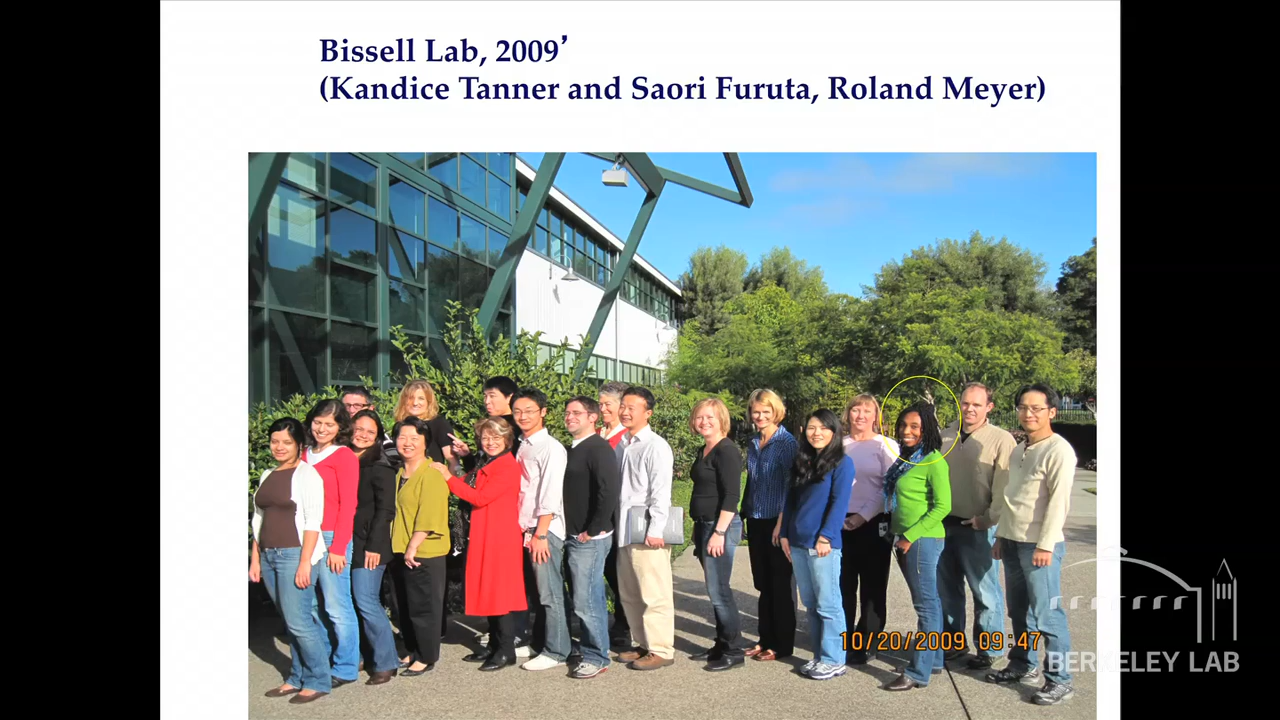 Bissell Lab, 2009’
(Kandice Tanner and Saori Furuta, Roland Meyer)
10/20/2009 09:47
BERKELEY LAB